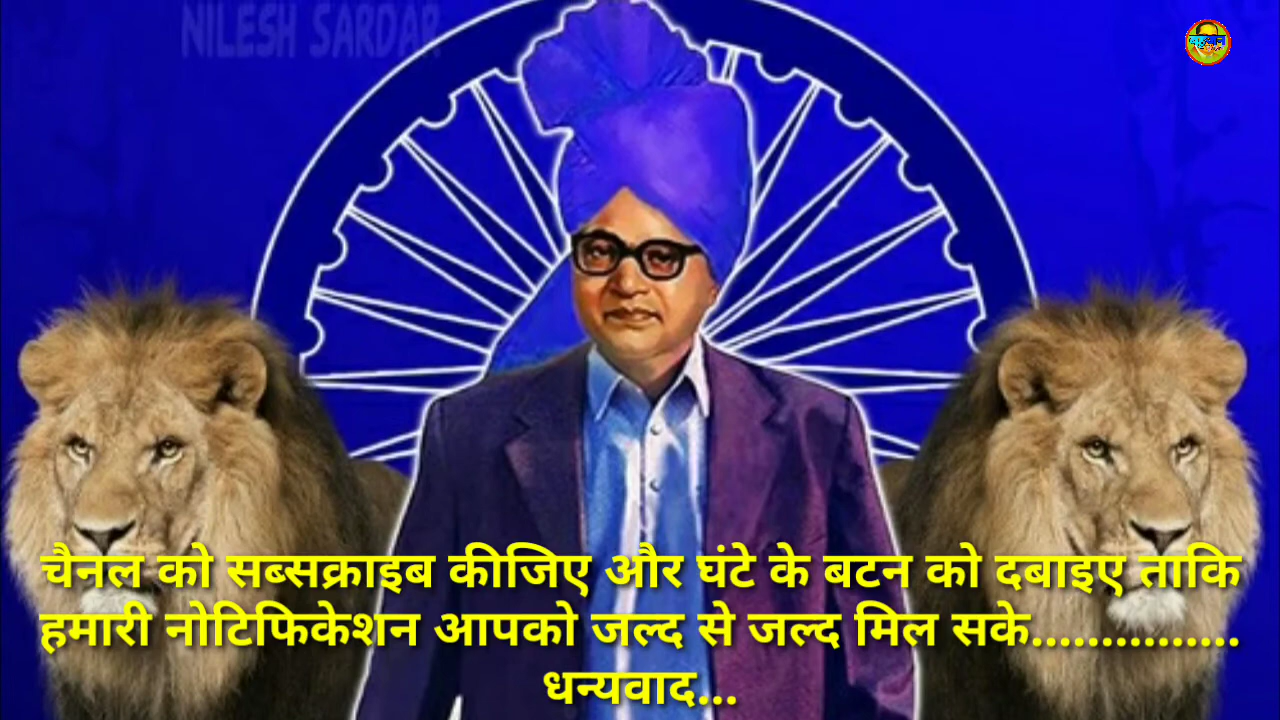 NILESH SARDAR
चैनल को सब्सक्राइब कीजिए और घंटे के बटन को दबाइए ताकि
हमारी नोटिफिकेशन आपको जल्द से जल्द मिल सके...............
धन्यवाद...